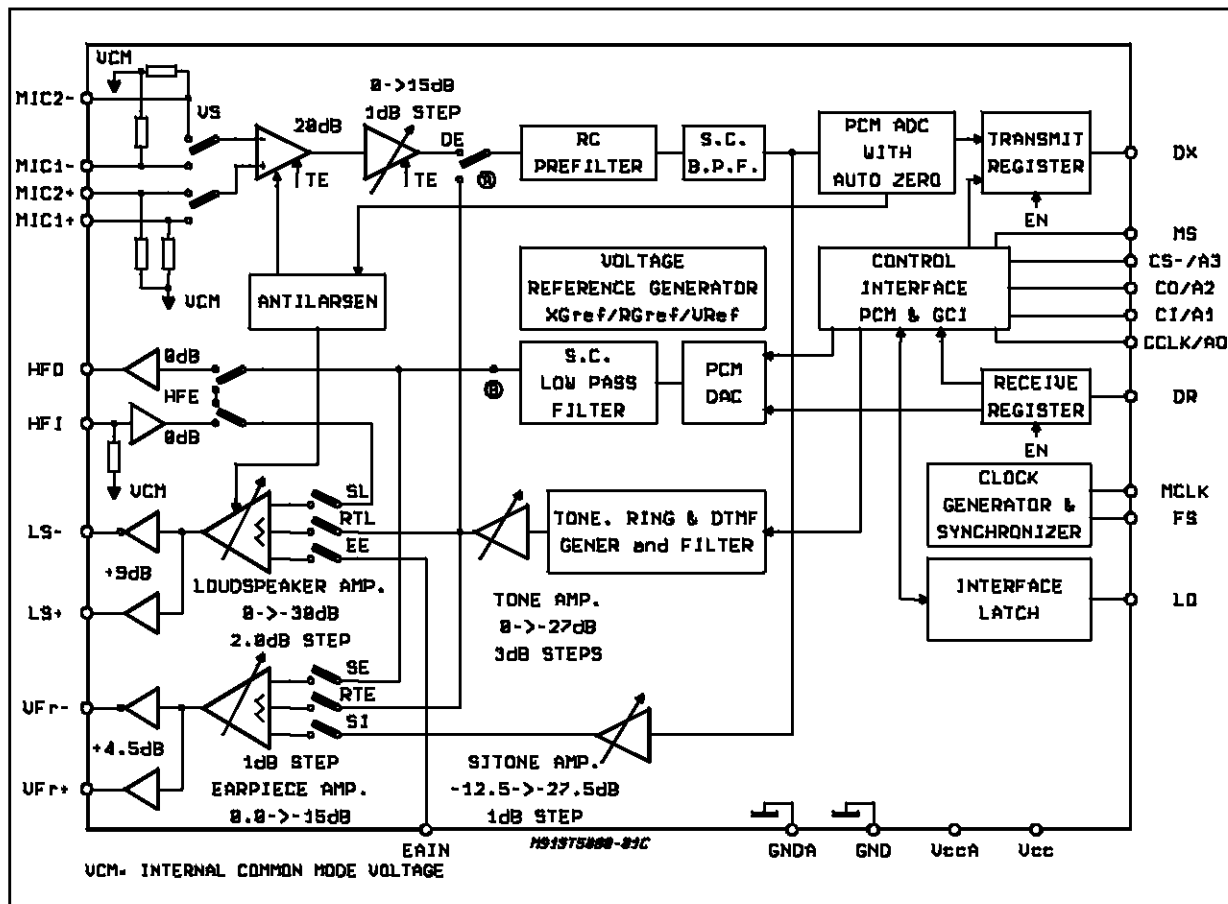 VCM
MIC2-
VS
MIC1-
MIC2+
MIC1+
VCM
20dB
TE
0->15dB
1dB STEP
TE
DE
RC
PREFILTER
S.C.
B.P.F.
PCM ADC
WITH
AUTO ZERO
TRANSMIT
REGISTER
EN
DX
MS
CS-/A3
CO/A2
CI/A1
CCLK/A0
ANTILARSEN
VOLTAGE
REFERENCE GENERATOR
XGref/RGref/VRef
CONTROL
INTERFACE
PCM & GCI
HFO
0dB
HFE
HFI
0dB
VCM
S.C.
LOW PASS
FILTER
PCM
DAC
RECEIVE
REGISTER
EN
DR
CLOCK
GENERATOR &
SYNCHRONIZER
MCLK
FS
LS-
+9dB
LS+
SL
RTL
EE
LOUDSPEAKER AMP.
0->-30dB
2.0dB STEP
TONE. RING & DTMF
GENER and FILTER
TONE AMP.
0->-27dB
3dB STEPS
INTERFACE
LATCH
LO
VFr-
+4.5dB
VFr+
SE
RTE
SI
1dB STEP
EARPIECE AMP.
0.0->-15dB
SITONE AMP.
-12.5->-27.5dB
1dB STEP
EAIN
M91ST5080-01C
GNDA
GND
VccA
Vcc
VCM= INTERNAL COMMON MODE VOLTAGE